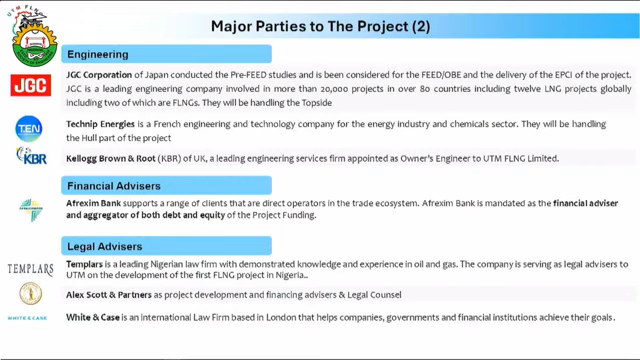 UTM FLNG
Major Parties to The Project (2)
Engineering
JGC
JGC Corporation of Japan conducted the Pre-FEED studies and is been considered for the FEED/OBE and the delivery of the EPCI of the project.
JGC is a leading engineering company involved in more than 20,000 projects in over 80 countries including twelve LNG projects globally
including two of which are FLNGs. They will be handling the Topside
TEN
Technip Energies is a French engineering and technology company for the energy industry and chemicals sector. They will be handling
the Hull part of the project
KBR
Kellogg Brown & Root (KBR) of UK, a leading engineering services firm appointed as Owner's Engineer to UTM FLNG Limited.
Financial Advisers
Afrexim Bank supports a range of clients that are direct operators in the trade ecosystem. Afrexim Bank is mandated as the financial adviser
and aggregator of both debt and equity of the Project Funding.
Legal Advisers
TEMPLARS
Templars is a leading Nigerian law firm with demonstrated knowledge and experience in oil and gas. The company is serving as legal advisers to
UTM on the development of the first FLNG project in Nigeria..
Alex Scott & Partners as project development and financing advisers & Legal Counsel
WHITE & CASE
White & Case is an international Law Firm based in London that helps companies, governments and financial institutions achieve their goals.